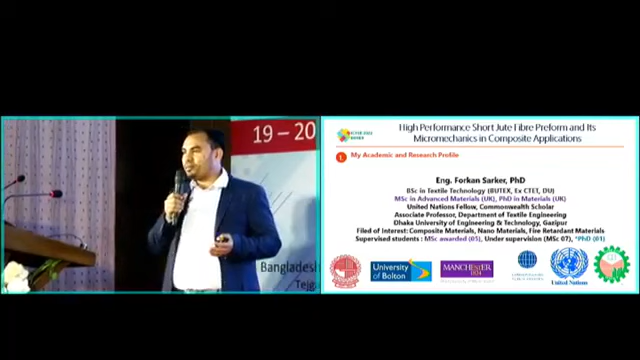 19 – 20
Bangladesh
Tejga
High Performance Short Jute Fibre Preform and Its
Micromechanics in Composite Applications
1. My Academic and Research Profile
Eng. Forkan Sarker, PhD
BSc in Textile Technology (BUTEX, Ex CTET, DU)
MSc in Advanced Materials (UK), PhD in Materials (UK)
United Nations Fellow, Commonwealth Scholar
Associate Professor, Department of Textile Engineering
Dhaka University of Engineering & Technology, Gazipur
Filed of Interest: Composite Materials, Nano Materials, Fire Retardant Materials
Supervised students : MSc awarded (05), Under supervision (MSc 07), *PhD (01)
University
of Bolton
MANCHESTER
1824
United Nations